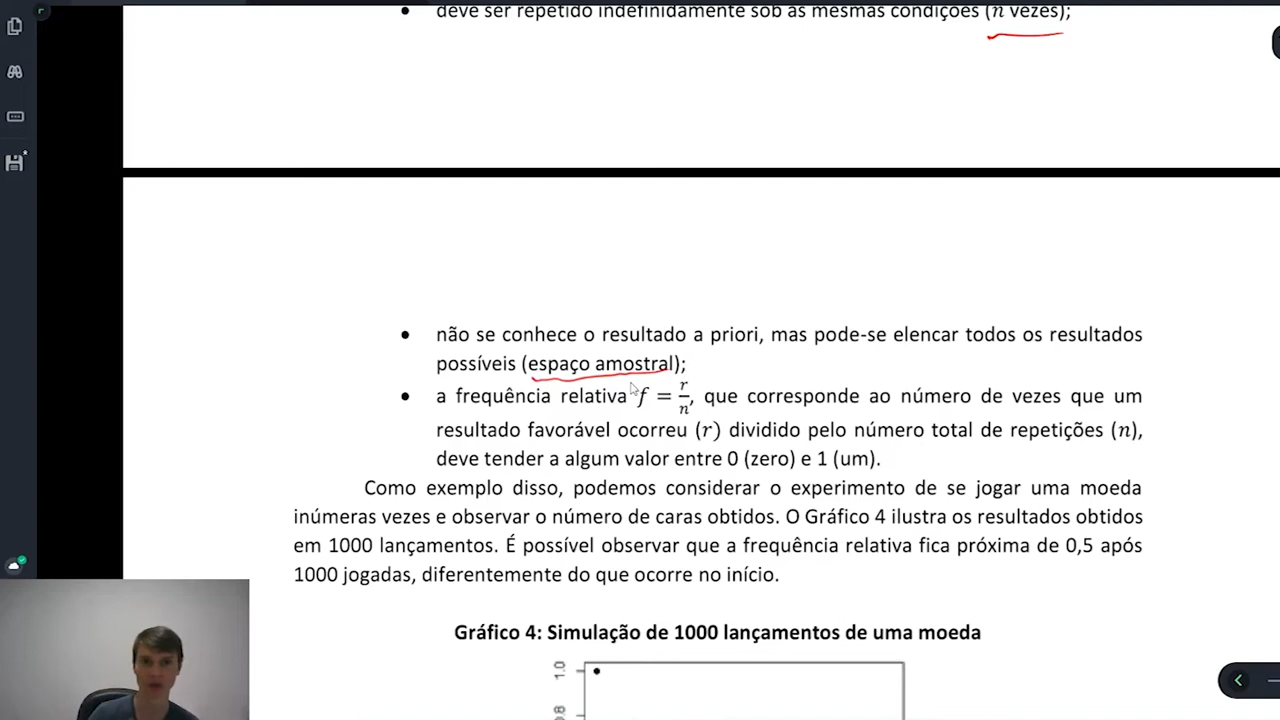 • deve ser repetido indefinidamente sob as mesmas condições (n vezes);
• não se conhece o resultado a priori, mas pode-se elencar todos os resultados
possíveis (espaço amostral);
• a frequência relativa f = r/n, que corresponde ao número de vezes que um
resultado favorável ocorreu (r) dividido pelo número total de repetições (n),
deve tender a algum valor entre 0 (zero) e 1 (um).
Como exemplo disso, podemos considerar o experimento de se jogar uma moeda
inúmeras vezes e observar o número de caras obtidos. O Gráfico 4 ilustra os resultados obtidos
em 1000 lançamentos. É possível observar que a frequência relativa fica próxima de 0,5 após
1000 jogadas, diferentemente do que ocorre no início.
Gráfico 4: Simulação de 1000 lançamentos de uma moeda
1.0
0.8